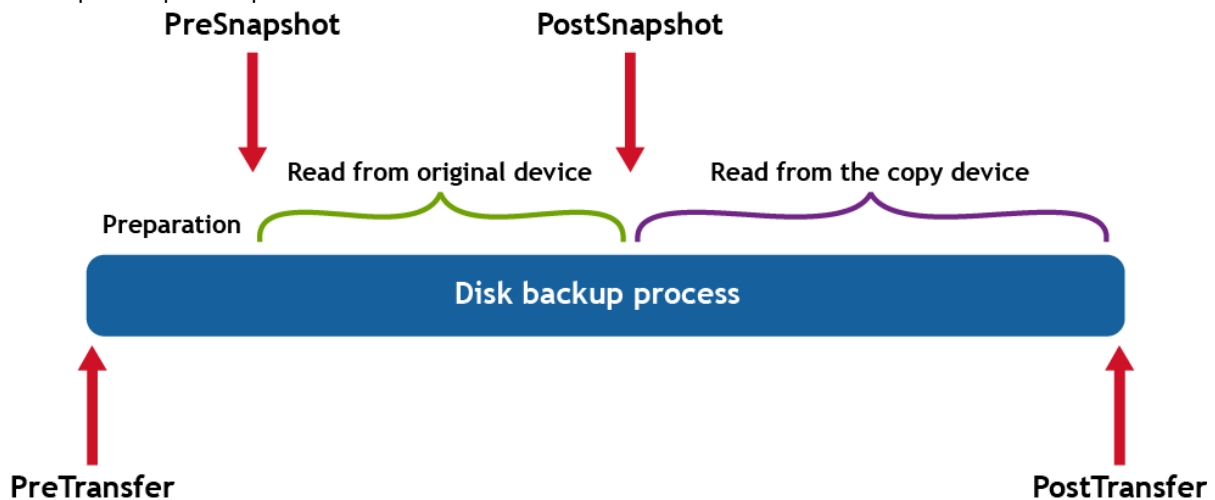 PreSnapshot PostSnapshot
Read from original device Read from the copy device
Preparation
Disk backup process
PreTransfer PostTransfer